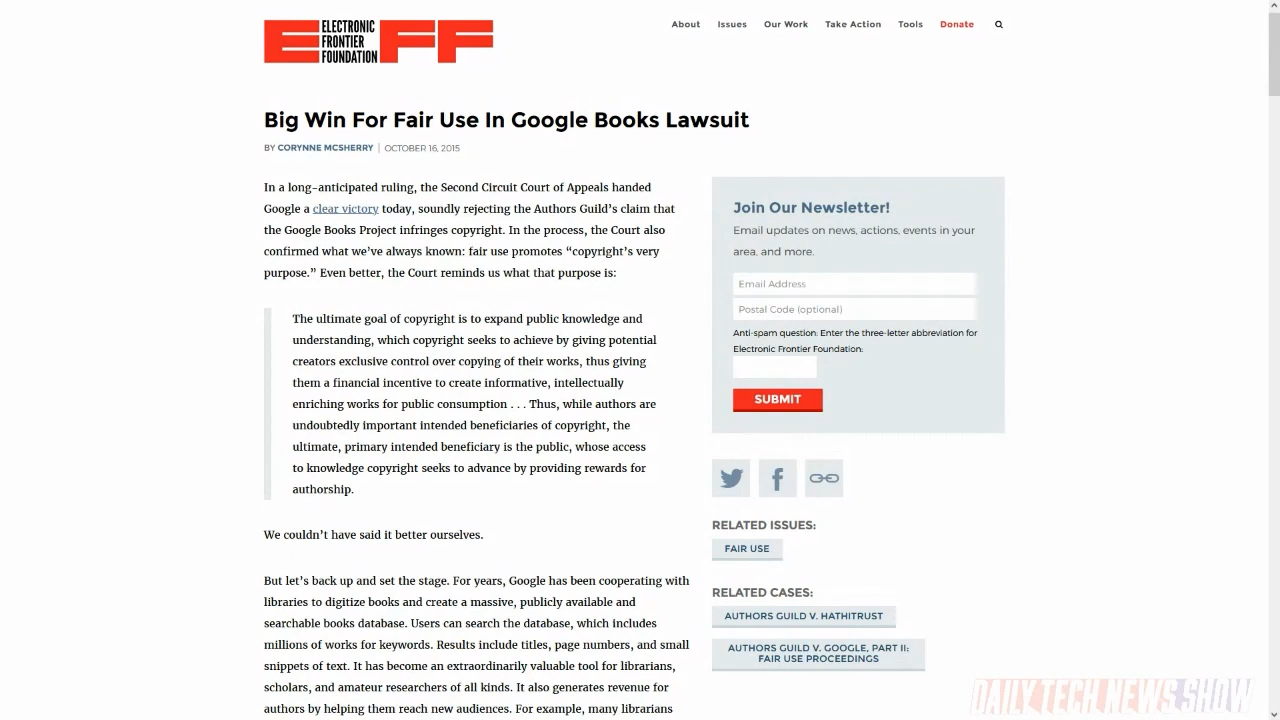 ELECTRONIC
FRONTIER
FOUNDATION
About Issues Our Work Take Action Tools Donate
Big Win For Fair Use In Google Books Lawsuit
BY CORYNNE MCSHERRY | OCTOBER 16, 2015
In a long-anticipated ruling, the Second Circuit Court of Appeals handed
Google a clear victory today, soundly rejecting the Authors Guild's claim that
the Google Books Project infringes copyright. In the process, the Court also
confirmed what we've always known: fair use promotes “copyright's very
purpose.” Even better, the Court reminds us what that purpose is:
The ultimate goal of copyright is to expand public knowledge and
understanding, which copyright seeks to achieve by giving potential
creators exclusive control over copying of their works, thus giving
them a financial incentive to create informative, intellectually
enriching works for public consumption . . . Thus, while authors are
undoubtedly important intended beneficiaries of copyright, the
ultimate, primary intended beneficiary is the public, whose access
to knowledge copyright seeks to advance by providing rewards for
authorship.
We couldn't have said it better ourselves.
But let's back up and set the stage. For years, Google has been cooperating with
libraries to digitize books and create a massive, publicly available and
searchable books database. Users can search the database, which includes
millions of works for keywords. Results include titles, page numbers, and small
snippets of text. It has become an extraordinarily valuable tool for librarians,
scholars, and amateur researchers of all kinds. It also generates revenue for
authors by helping them reach new audiences. For example, many librarians
Join Our Newsletter!
Email updates on news, actions, events in your
area, and more.
Email Address
Postal Code (optional)
Anti-spam question: Enter the three-letter abbreviation for
Electronic Frontier Foundation:
SUBMIT
RELATED ISSUES:
FAIR USE
RELATED CASES:
AUTHORS GUILD V. HATHITRUST
AUTHORS GUILD V. GOOGLE, PART II:
FAIR USE PROCEEDINGS
DAILY TECH NEWS SHOW